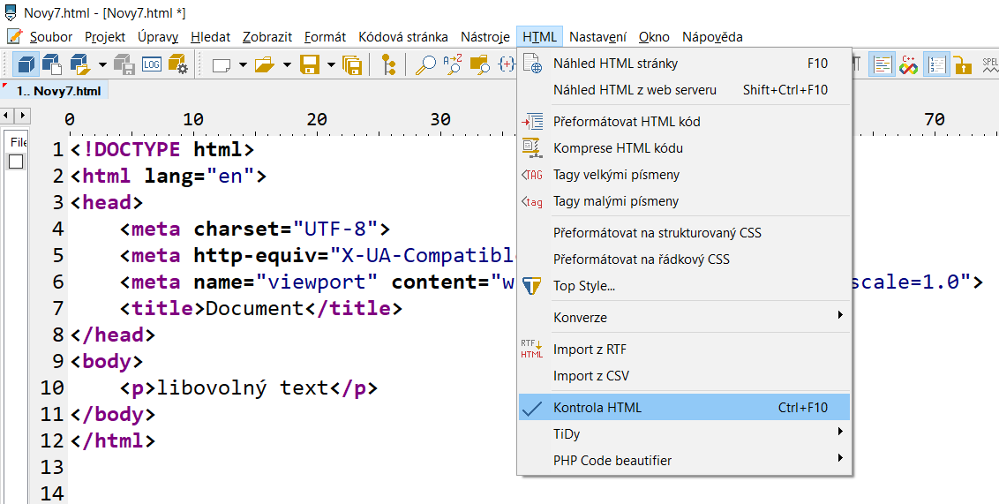 Novy7.html - [Novy7.html *]
Soubor Projekt Úpravy Hledat Zobrazit Formát Kódová stránka Nástroje HTML Nastavení Okno Nápověda
LOG A→Z C++ SPEL
1.. Novy7.html
0 10 20 30 70
File
1 <!DOCTYPE html>
2 <html lang="en">
3 <head>
4 <meta charset="UTF-8">
5 <meta http-equiv="X-UA-Compatible
6 <meta name="viewport" content="w scale=1.0">
7 <title>Document</title>
8 </head>
9 <body>
10 <p>libovolný text</p>
11 </body>
12 </html>
13
14
Náhled HTML stránky F10
Náhled HTML z web serveru Shift+Ctrl+F10
Přeformátovat HTML kód
Komprese HTML kódu
<TAG Tagy velkými písmeny
<tag Tagy malými písmeny
Přeformátovat na strukturovaný CSS
Přeformátovat na řádkový CSS
Top Style...
Konverze
RTF HTML Import z RTF
Import z CSV
Kontrola HTML Ctrl+F10
TiDy
PHP Code beautifier